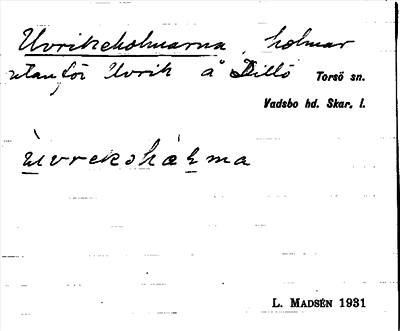 Uvrikeholmarna, holmar
utanför Uvrik å Dillö Torsö sn.
Vadsbo hd. Skar. l.
L. MADSÉN 1931